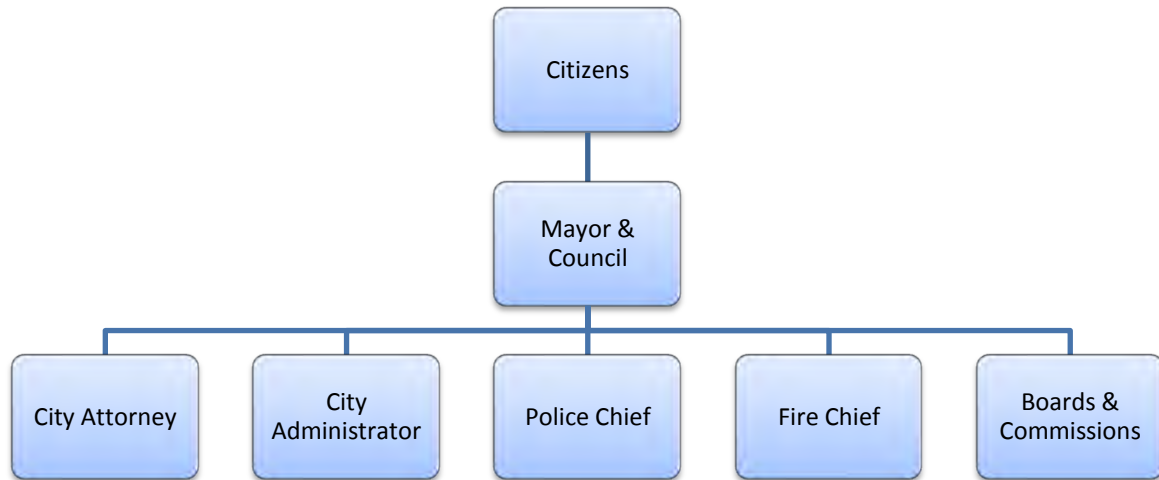 Citizens
Mayor &
Council
City Attorney
City
Administrator
Police Chief
Fire Chief
Boards &
Commissions